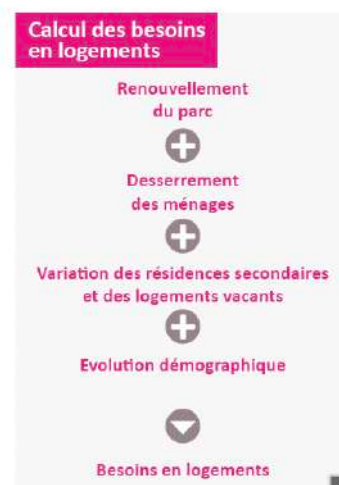 Calcul des besoins
en logements
Renouvellement
du parc
Desserrement
des ménages
Variation des résidences secondaires
et des logements vacants
Evolution démographique
Besoins en logements